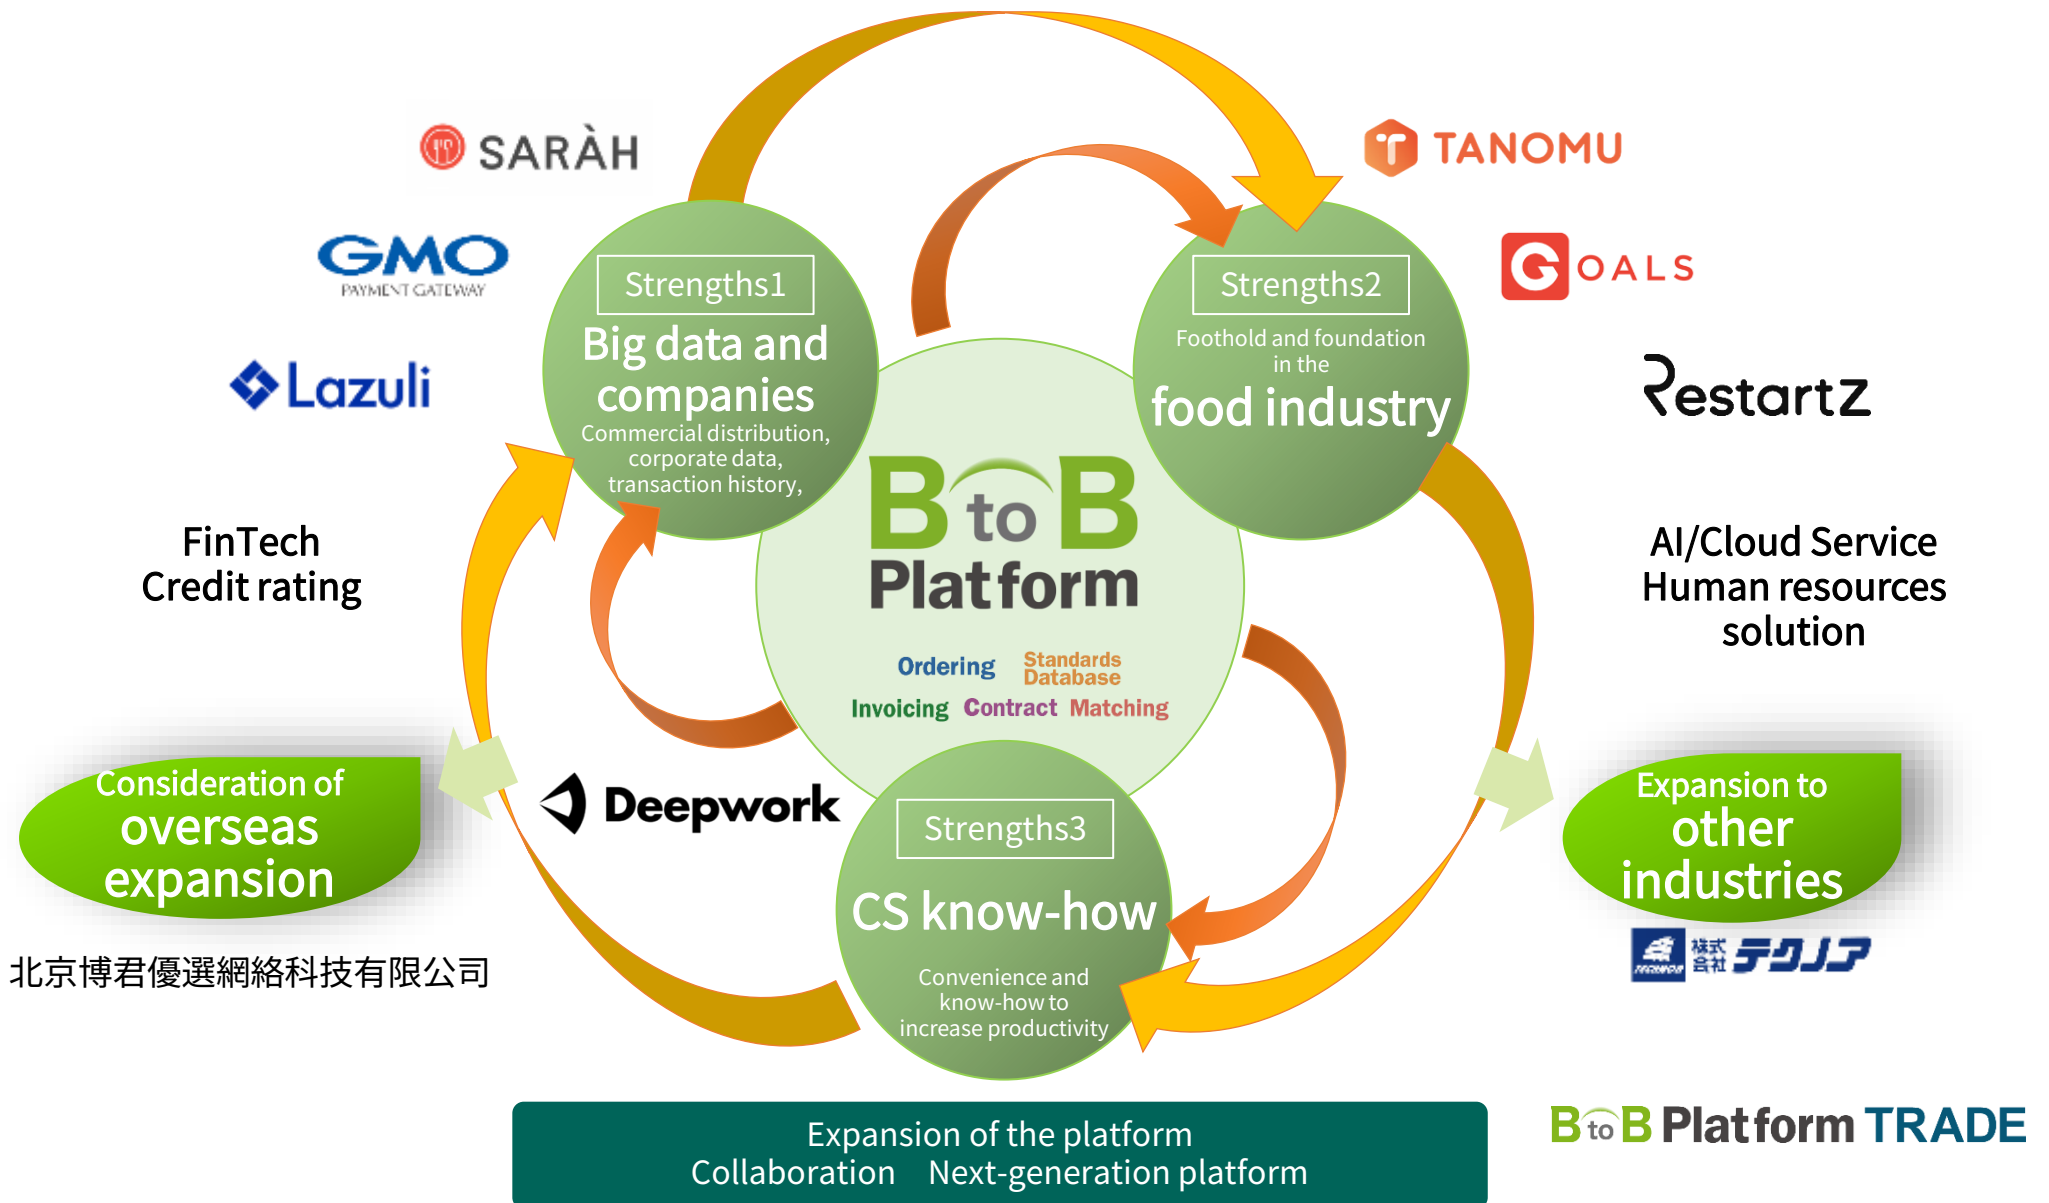 SARÀH
GMO
PAYMENT GATEWAY
Lazuli
FinTech
Credit rating
Strengths1
Big data and
companies
Commercial distribution,
corporate data,
transaction history,
Strengths2
Foothold and foundation
in the
food industry
TANOMU
GOALS
Restartz
AI/Cloud Service
Human resources
solution
B to B
Platform
Ordering
Standards
Database
Invoicing Contract Matching
Consideration of
overseas
expansion
北京博君優選網絡科技有限公司
Deepwork
Strengths3
CS know-how
Convenience and
know-how to
increase productivity
Expansion to
other
industries
TECHNOA
株式
会社
テクノア
Expansion of the platform
Collaboration Next-generation platform
B to B Platform TRADE